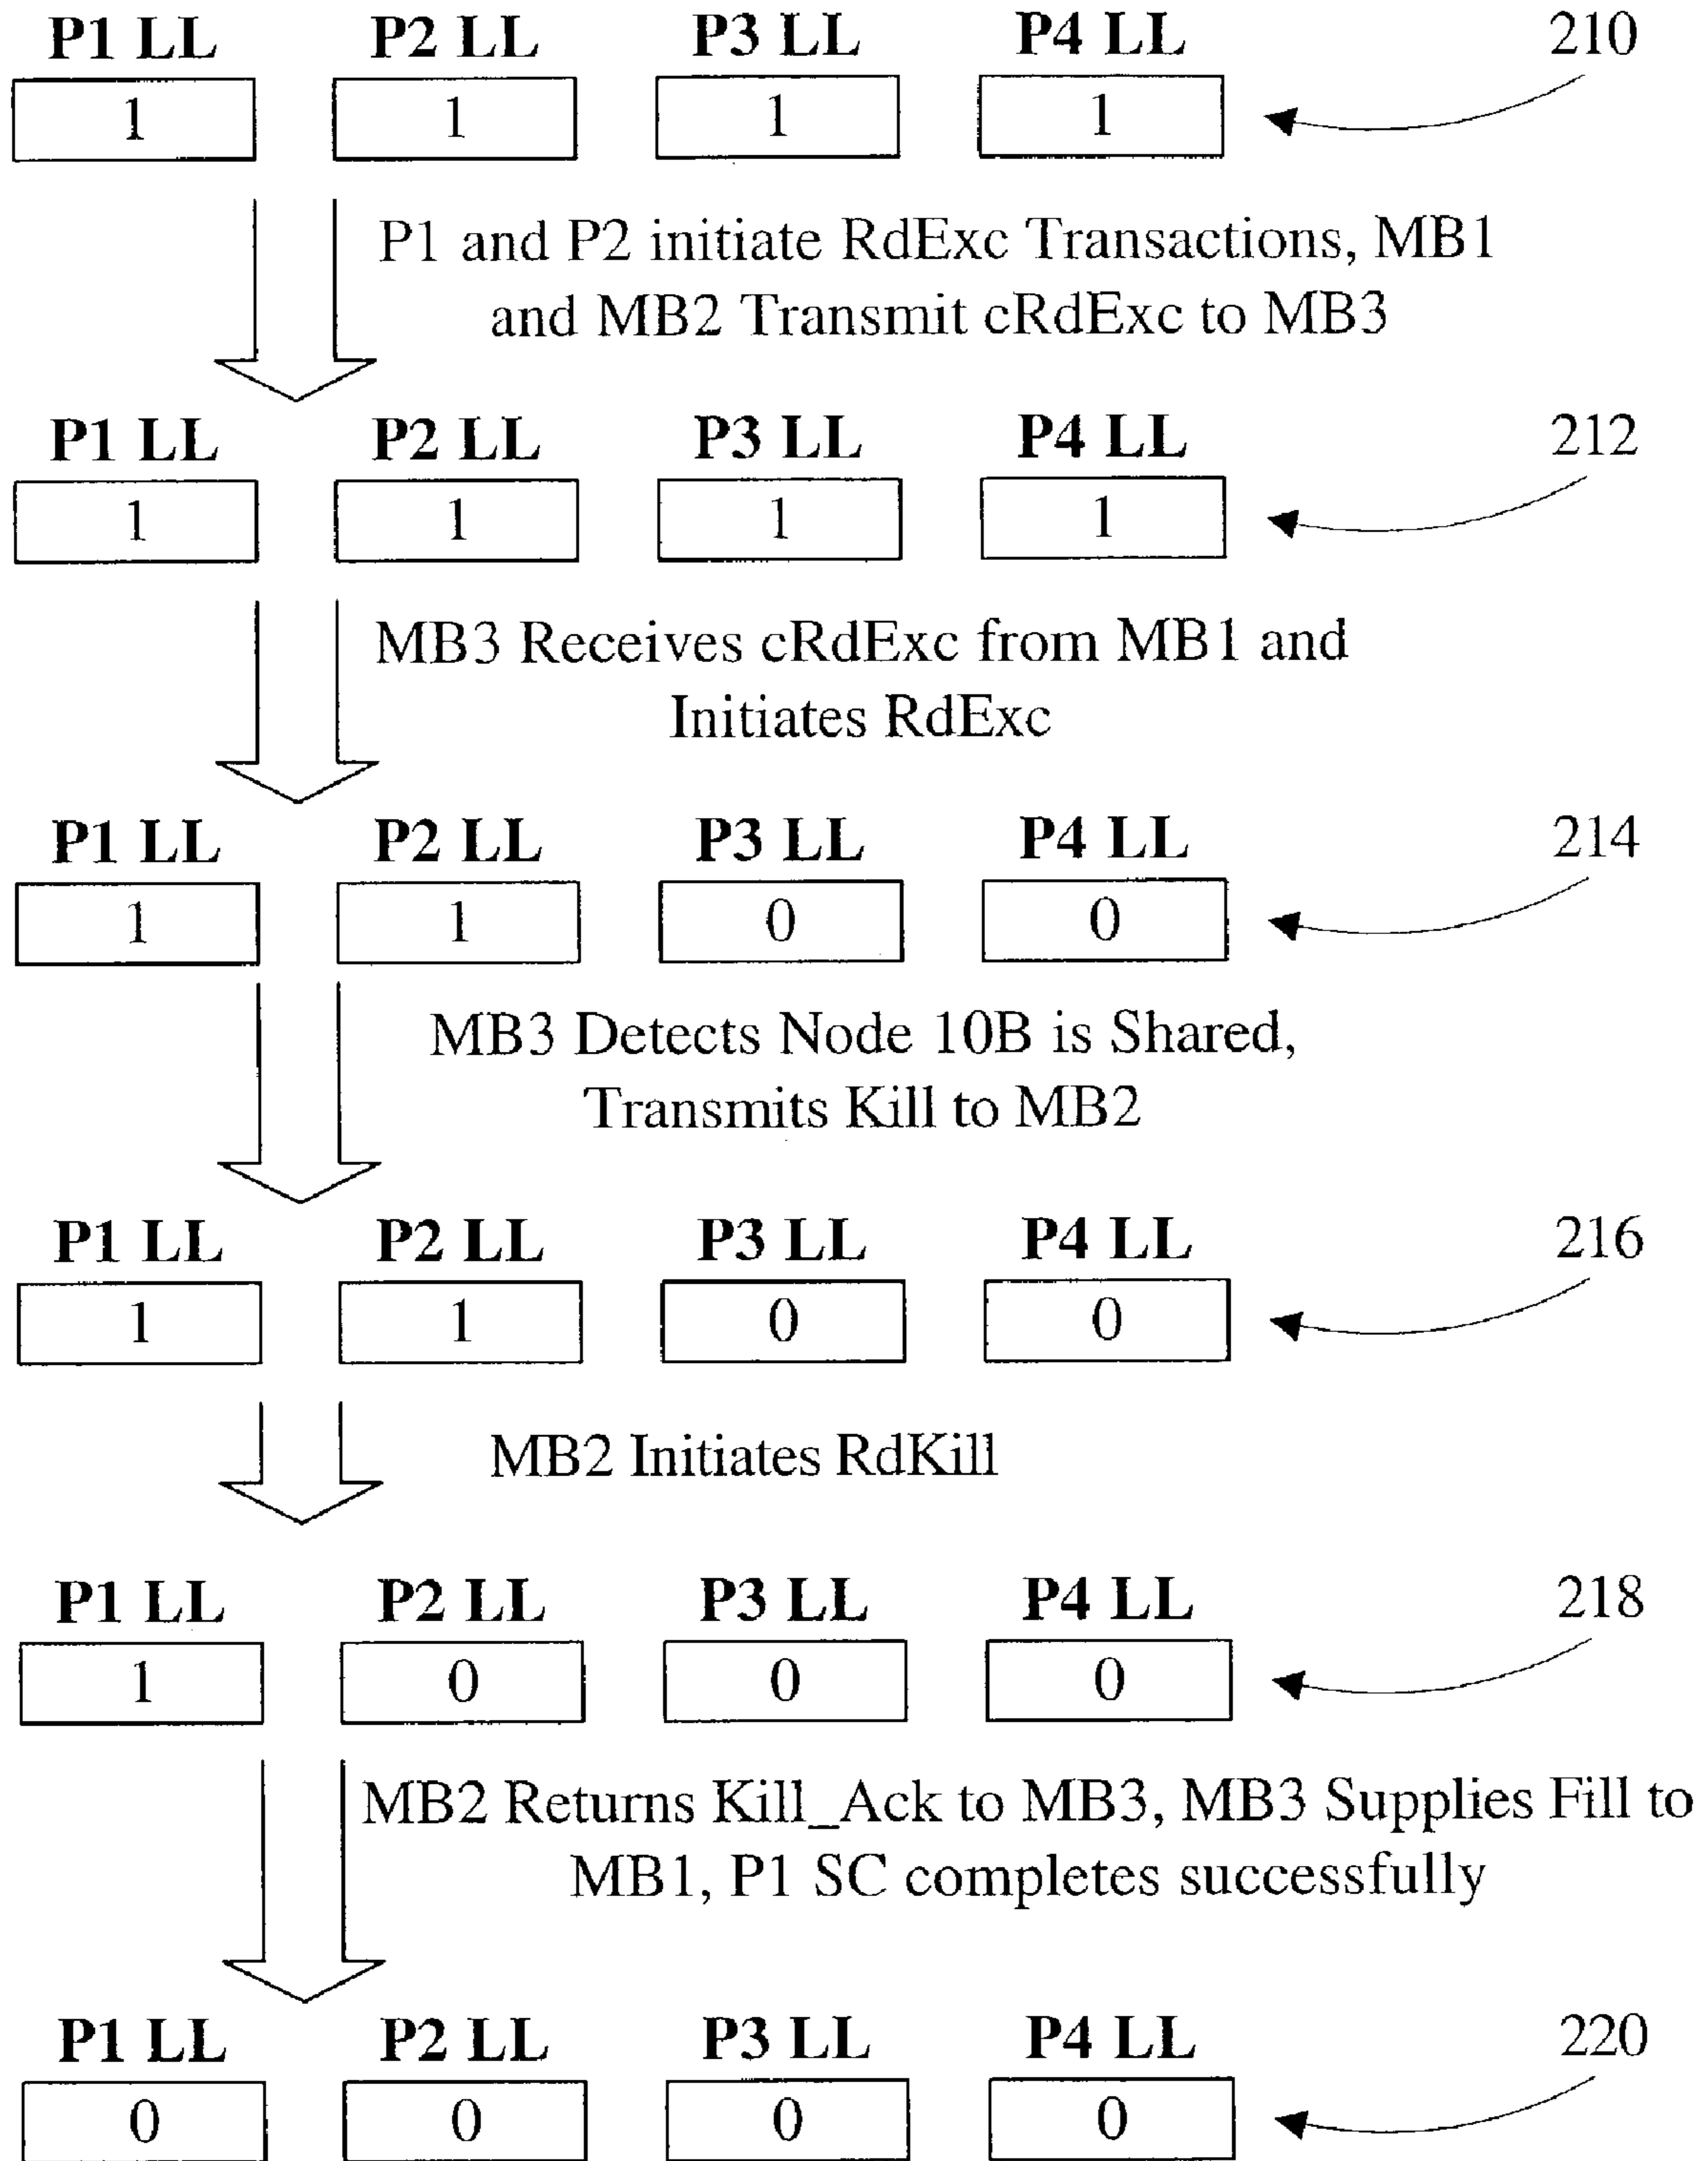 P1 LL P2 LL P3 LL P4 LL 210
1 1 1 1
P1 and P2 initiate RdExc Transactions, MB1
and MB2 Transmit cRdExc to MB3
P1 LL P2 LL P3 LL P4 LL 212
1 1 1 1
MB3 Receives cRdExc from MB1 and
Initiates RdExc
P1 LL P2 LL P3 LL P4 LL 214
1 1 0 0
MB3 Detects Node 10B is Shared,
Transmits Kill to MB2
P1 LL P2 LL P3 LL P4 LL 216
1 1 0 0
MB2 Initiates RdKill
P1 LL P2 LL P3 LL P4 LL 218
1 0 0 0
MB2 Returns Kill_Ack to MB3, MB3 Supplies Fill to
MB1, P1 SC completes successfully
P1 LL P2 LL P3 LL P4 LL 220
0 0 0 0